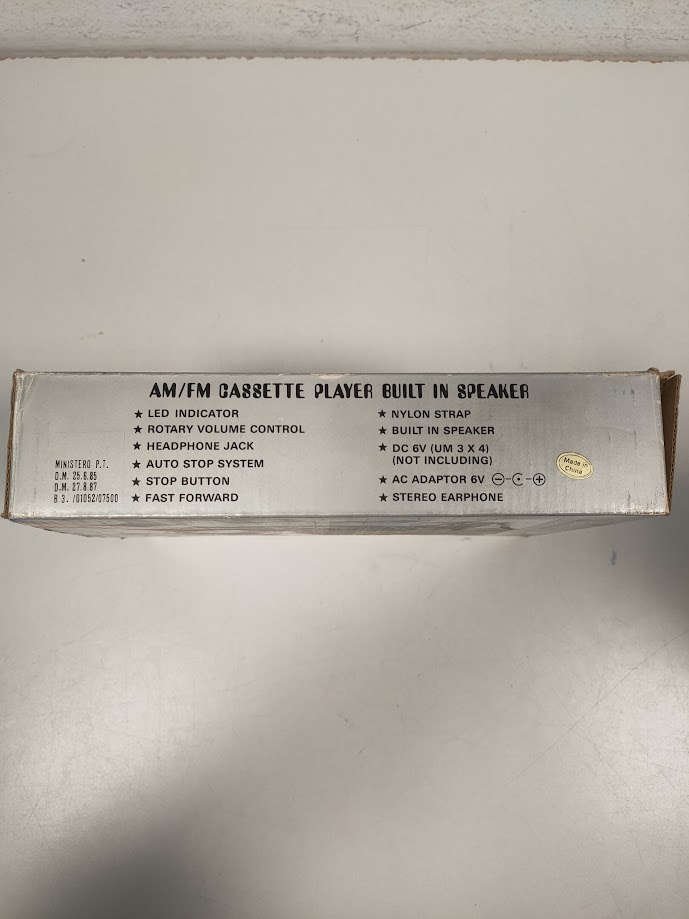 AM/FM CASSETTE PLAYER BUILT IN SPEAKER
★ LED INDICATOR
★ ROTARY VOLUME CONTROL
★ HEADPHONE JACK
★ AUTO STOP SYSTEM
★ STOP BUTTON
★ FAST FORWARD
★ NYLON STRAP
★ BUILT IN SPEAKER
★ DC 6V (UM 3 X 4)
(NOT INCLUDING)
★ AC ADAPTOR 6V
★ STEREO EARPHONE
MINISTERO P.T.
D.M. 25.6.85
D.M. 27.8.87
B 3. /01052/07500
Made in
China